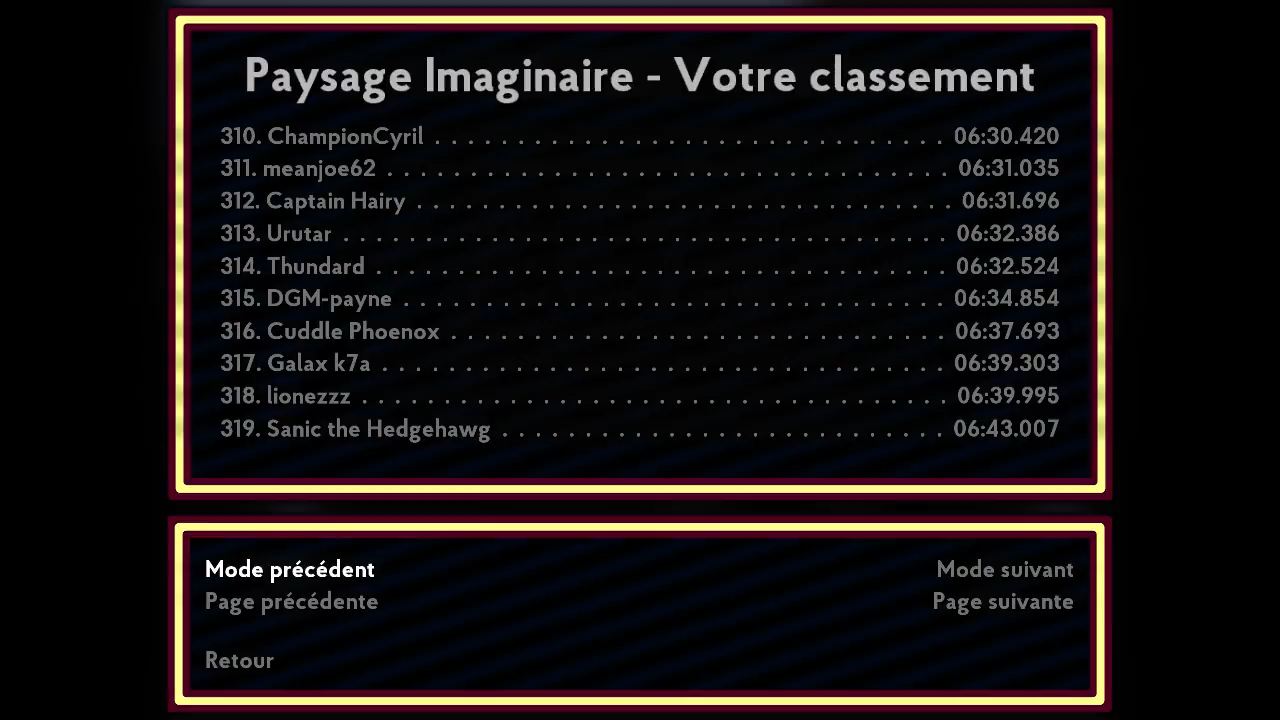 Paysage Imaginaire - Votre classement
310. ChampionCyril . . . . . . . . . . . . . . . . . . . . . . . . . . . . . . . 06:30.420
311. meanjoe62 . . . . . . . . . . . . . . . . . . . . . . . . . . . . . . . . . . 06:31.035
312. Captain Hairy . . . . . . . . . . . . . . . . . . . . . . . . . . . . . . . . 06:31.696
313. Urutar . . . . . . . . . . . . . . . . . . . . . . . . . . . . . . . . . . . . . 06:32.386
314. Thundard . . . . . . . . . . . . . . . . . . . . . . . . . . . . . . . . . . . 06:32.524
315. DGM-payne . . . . . . . . . . . . . . . . . . . . . . . . . . . . . . . . . 06:34.854
316. Cuddle Phoenox . . . . . . . . . . . . . . . . . . . . . . . . . . . . . . 06:37.693
317. Galax k7a . . . . . . . . . . . . . . . . . . . . . . . . . . . . . . . . . . 06:39.303
318. lionezzz . . . . . . . . . . . . . . . . . . . . . . . . . . . . . . . . . . . . 06:39.995
319. Sanic the Hedgehawg . . . . . . . . . . . . . . . . . . . . . . . . . . . 06:43.007
Mode précédent Mode suivant
Page précédente Page suivante
Retour